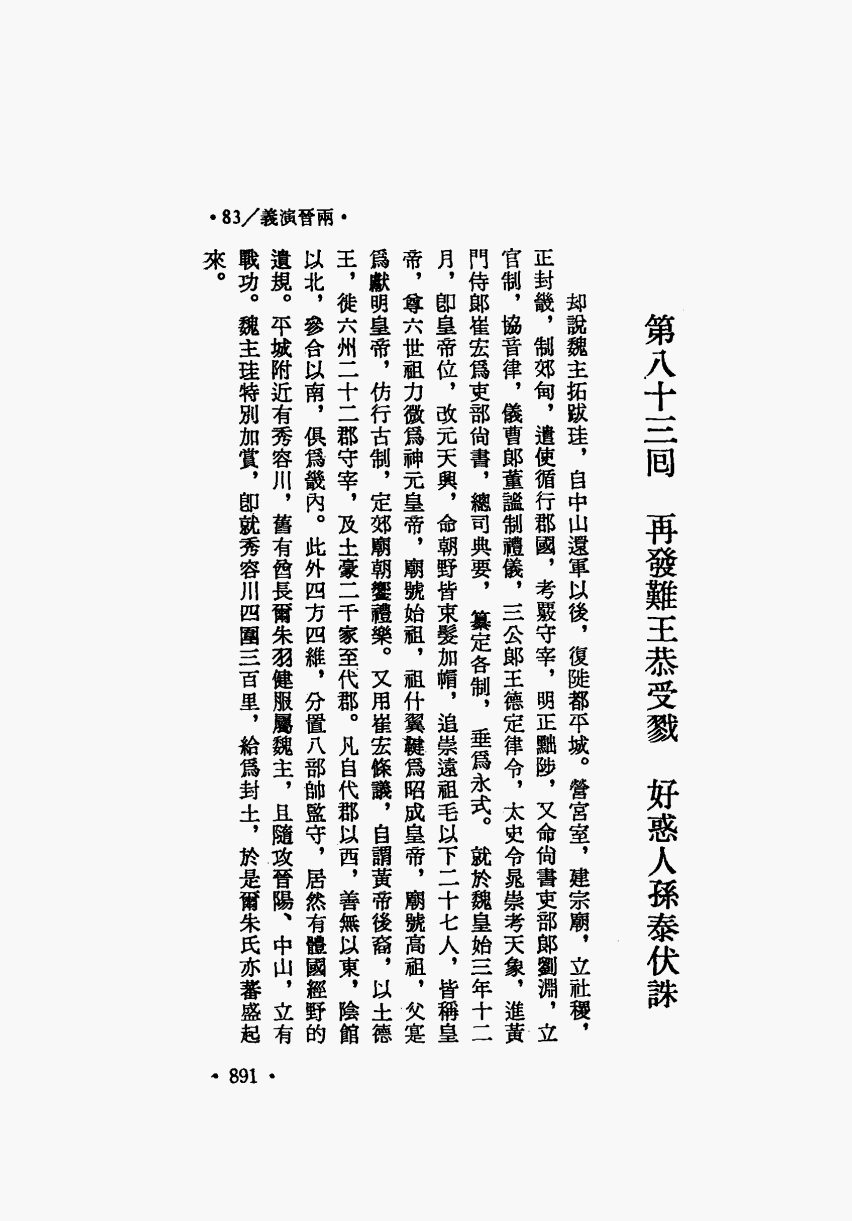 ·83／義演晉兩·
第八十三回　再發難王恭受戮　好惑人孫泰伏誅
却說魏主拓跋珪，自中山還軍以後，復陡都平城。營宮室，建宗廟，立社稷，
正封畿，制郊甸，遣使循行郡國，考覈守宰，明正黜陟，又命尙書吏部郎劉淵，立
官制，協音律，儀曹郎董謐制禮儀，三公郎王德定律令，太史令晁崇考天象，進黃
門侍郎崔宏爲吏部尙書，總司典要，纂定各制，垂爲永式。就於魏皇始三年十二
月，卽皇帝位，改元天興，命朝野皆束髮加帽，追崇遠祖毛以下二十七人，皆稱皇
帝，尊六世祖力微爲神元皇帝，廟號始祖，祖什翼犍爲昭成皇帝，廟號高祖，父寔
爲獻明皇帝，仿行古制，定郊廟朝饗禮樂。又用崔宏條議，自謂黃帝後裔，以土德
王，徙六州二十二郡守宰，及土豪二千家至代郡。凡自代郡以西，善無以東，陰館
以北，參合以南，俱爲畿內。此外四方四維，分置八部帥監守，居然有體國經野的
遺規。平城附近有秀容川，舊有酋長爾朱羽健服屬魏主，且隨攻晉陽、中山，立有
戰功。魏主珪特別加賞，卽就秀容川四圍三百里，給爲封土，於是爾朱氏亦蕃盛起
來。
·891·